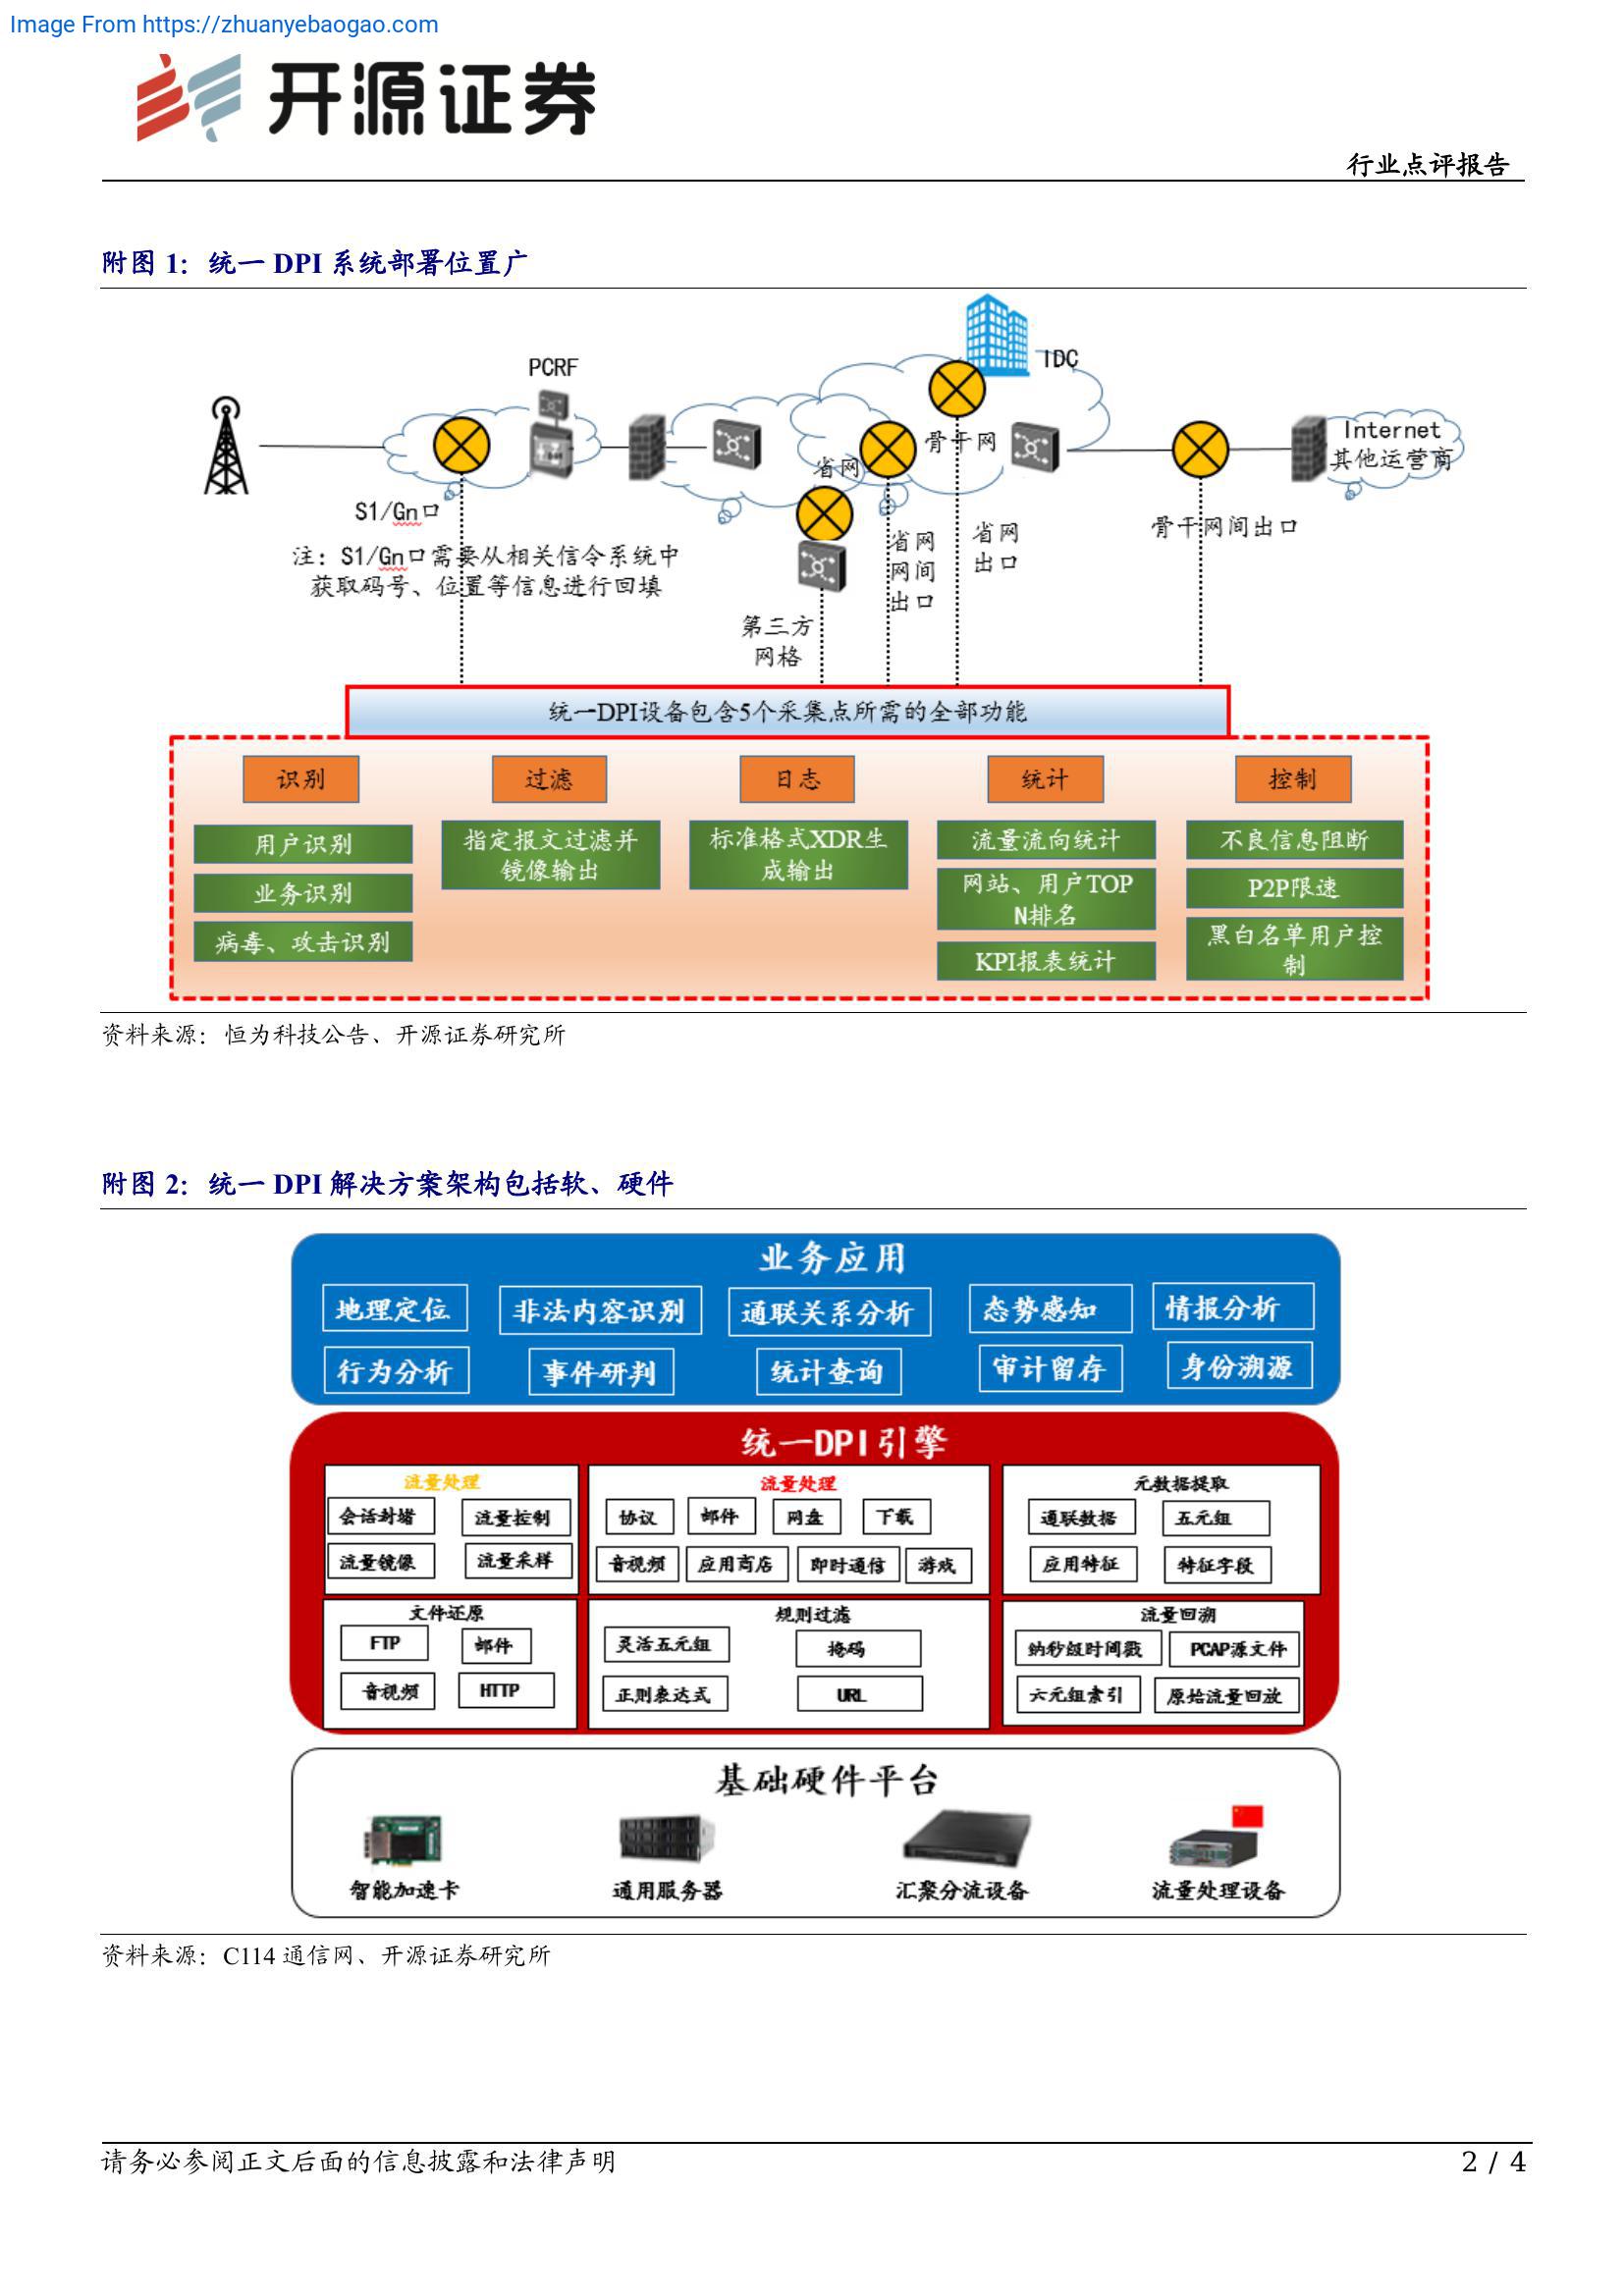 Image From https://zhuanyebaogao.com
开源证券
行业点评报告
附图 1：统一 DPI 系统部署位置广
PCRF
IDC
省网
骨干网
Internet
其他运营商
S1/Gn口
注：S1/Gn口需要从相关信令系统中
获取码号、位置等信息进行回填
第三方
网格
省网
网间
出口
省网
出口
骨干网间出口
统一DPI设备包含5个采集点所需的全部功能
识别
过滤
日志
统计
控制
用户识别
业务识别
病毒、攻击识别
指定报文过滤并
镜像输出
标准格式XDR生
成输出
流量流向统计
网站、用户TOP
N排名
KPI报表统计
不良信息阻断
P2P限速
黑白名单用户控
制
资料来源：恒为科技公告、开源证券研究所
附图 2：统一 DPI 解决方案架构包括软、硬件
业务应用
地理定位
非法内容识别
通联关系分析
态势感知
情报分析
行为分析
事件研判
统计查询
审计留存
身份溯源
统一DPI引擎
流量处理
会话封堵
流量控制
流量镜像
流量采样
流量处理
协议
邮件
网盘
下载
音视频
应用商店
即时通信
游戏
元数据提取
通联数据
五元组
应用特征
特征字段
文件还原
FTP
邮件
音视频
HTTP
规则过滤
灵活五元组
掩码
正则表达式
URL
流量回溯
纳秒级时间戳
PCAP源文件
六元组索引
原始流量回放
基础硬件平台
智能加速卡
通用服务器
汇聚分流设备
流量处理设备
资料来源：C114 通信网、开源证券研究所
请务必参阅正文后面的信息披露和法律声明
2 / 4